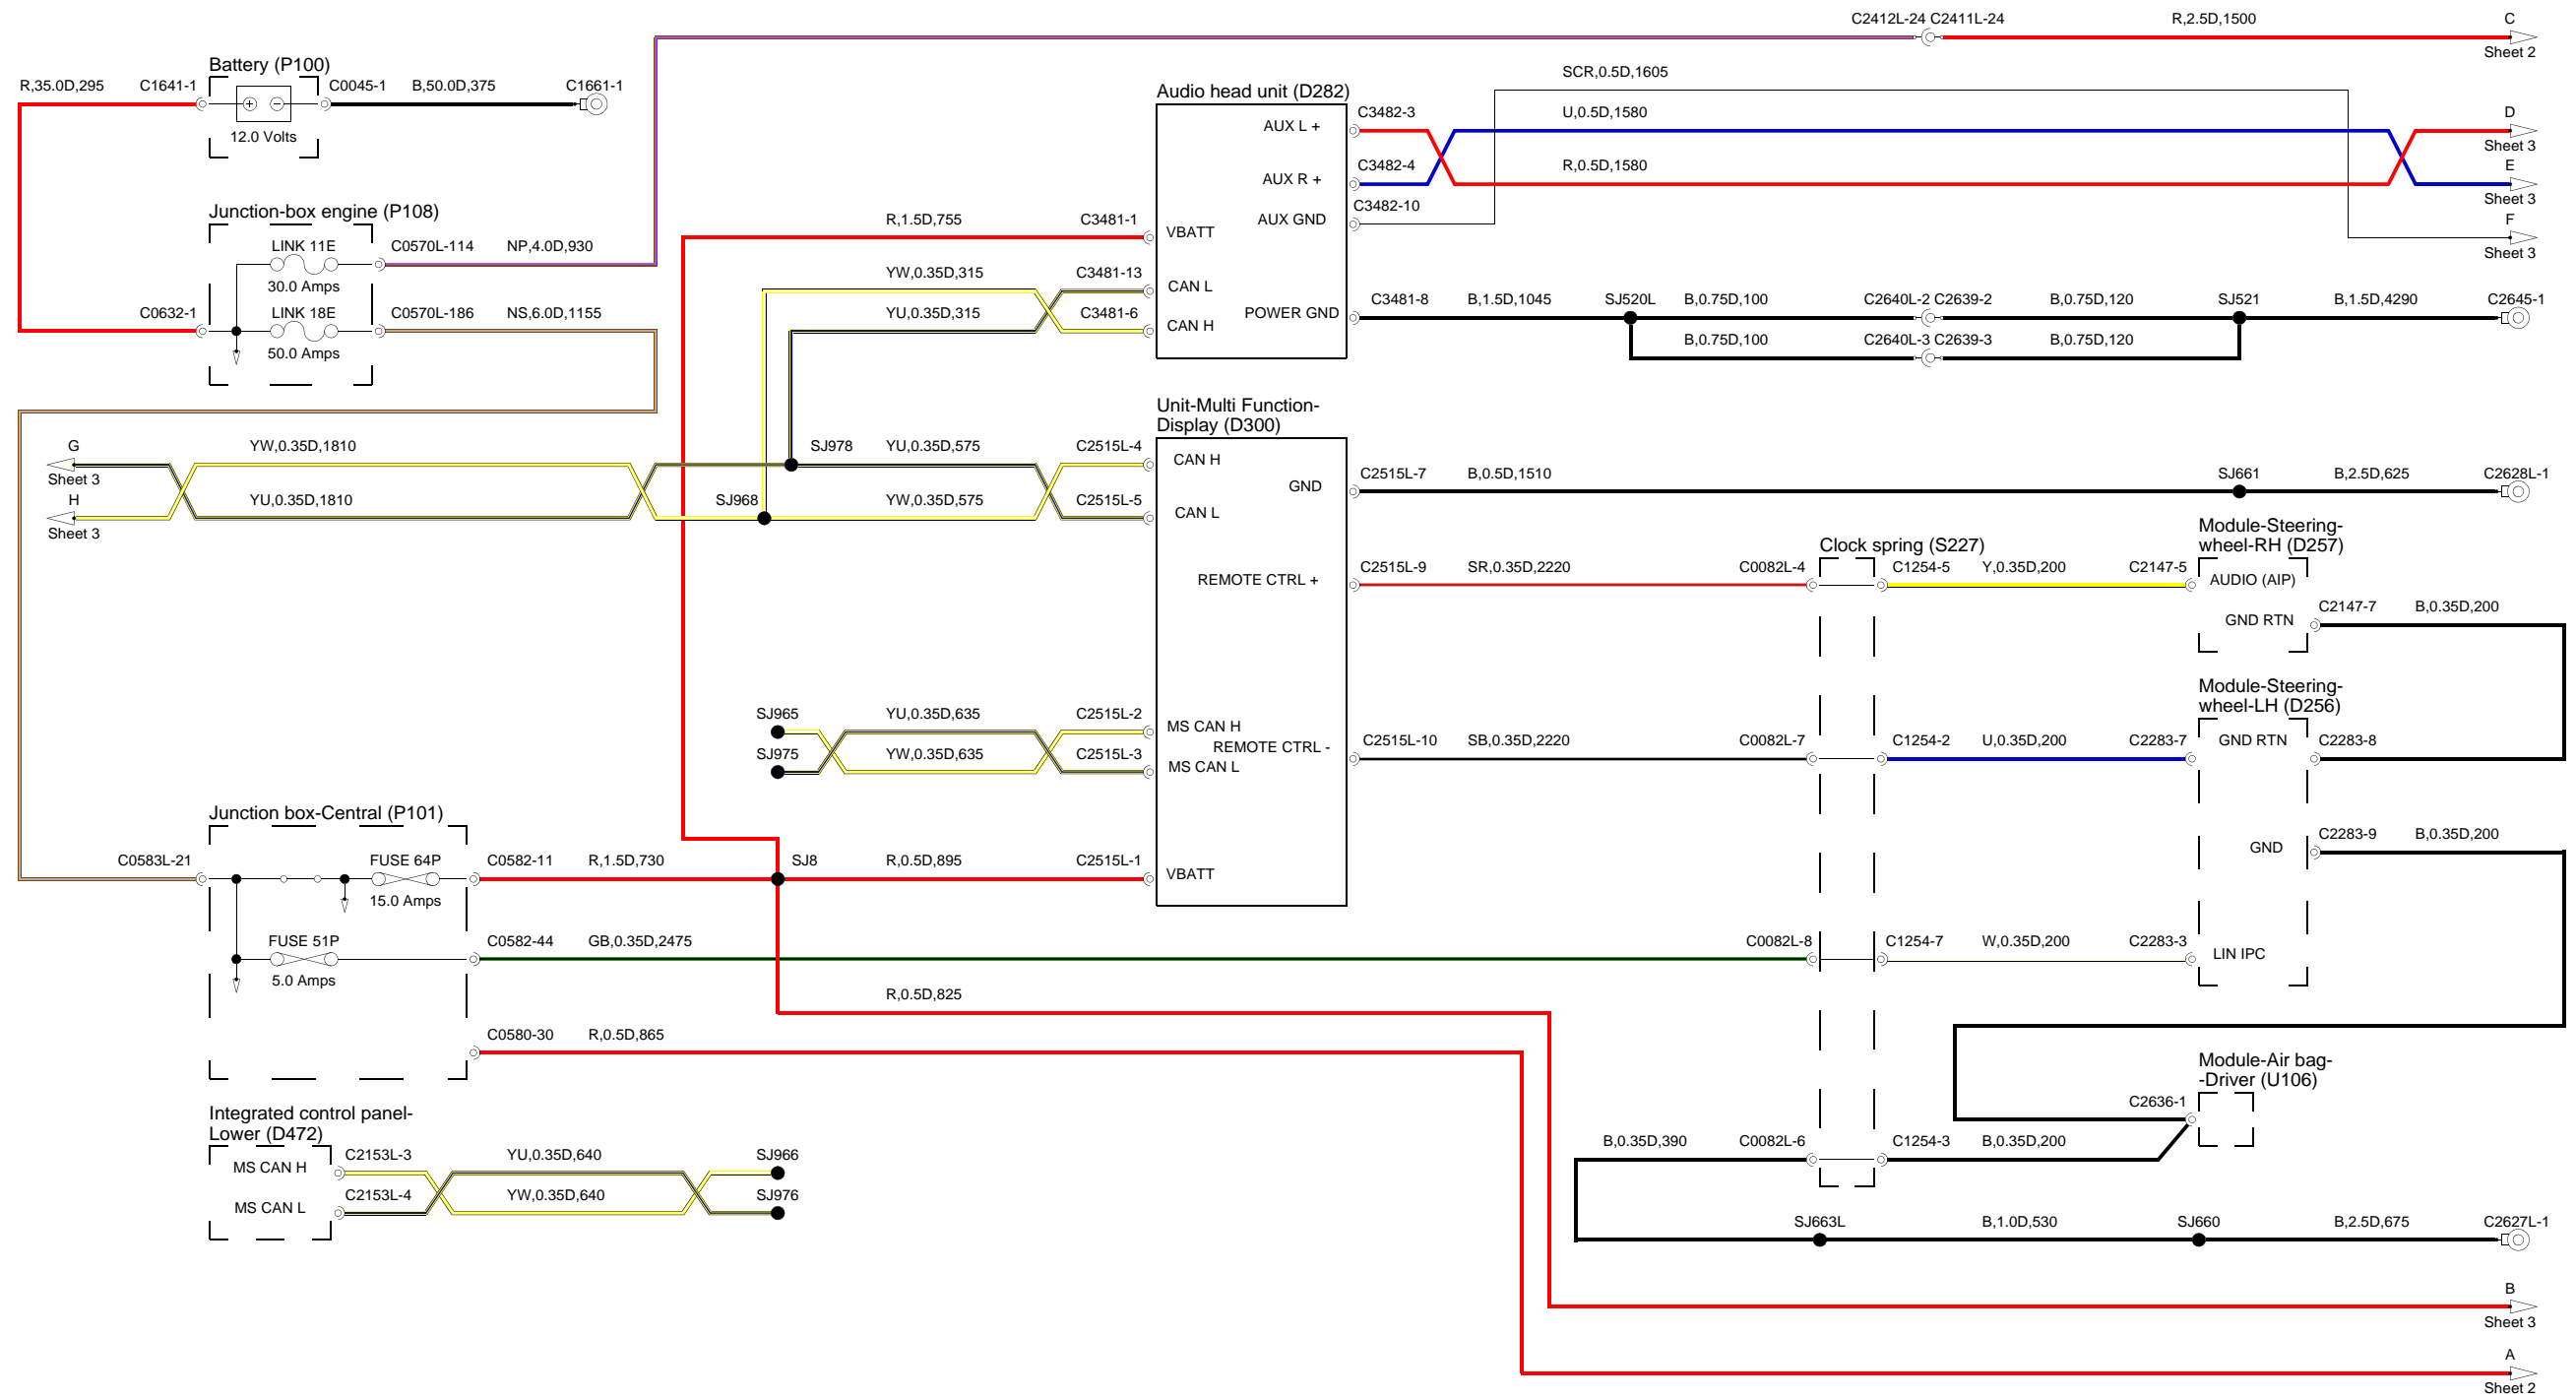 C2412L-24 C2411L-24 R,2.5D,1500 C
Sheet 2
Battery (P100)
R,35.0D,295 C1641-1 C0045-1 B,50.0D,375 C1661-1
12.0 Volts
SCR,0.5D,1605
Audio head unit (D282)
AUX L + C3482-3 U,0.5D,1580 D
Sheet 3
AUX R + C3482-4 R,0.5D,1580 E
Sheet 3
AUX GND C3482-10 F
Sheet 3
R,1.5D,755 C3481-1 VBATT
YW,0.35D,315 C3481-13 CAN L
YU,0.35D,315 C3481-6 CAN H
POWER GND C3481-8 B,1.5D,1045 SJ520L B,0.75D,100 C2640L-2 C2639-2 B,0.75D,120 SJ521 B,1.5D,4290 C2645-1
B,0.75D,100 C2640L-3 C2639-3 B,0.75D,120
Junction-box engine (P108)
LINK 11E C0570L-114 NP,4.0D,930
30.0 Amps
C0632-1 LINK 18E C0570L-186 NS,6.0D,1155
50.0 Amps
Unit-Multi Function-
Display (D300)
G YW,0.35D,1810 SJ978 YU,0.35D,575 C2515L-4 CAN H
Sheet 3
H YU,0.35D,1810 SJ968 YW,0.35D,575 C2515L-5 CAN L
Sheet 3
GND C2515L-7 B,0.5D,1510 SJ661 B,2.5D,625 C2628L-1
Clock spring (S227)
Module-Steering-
wheel-RH (D257)
REMOTE CTRL + C2515L-9 SR,0.35D,2220 C0082L-4 C1254-5 Y,0.35D,200 C2147-5 AUDIO (AIP)
GND RTN C2147-7 B,0.35D,200
Module-Steering-
wheel-LH (D256)
SJ965 YU,0.35D,635 C2515L-2 MS CAN H
REMOTE CTRL - C2515L-10 SB,0.35D,2220 C0082L-7 C1254-2 U,0.35D,200 C2283-7 GND RTN C2283-8
SJ975 YW,0.35D,635 C2515L-3 MS CAN L
GND C2283-9 B,0.35D,200
Junction box-Central (P101)
C0583L-21 FUSE 64P C0582-11 R,1.5D,730 SJ8 R,0.5D,895 C2515L-1 VBATT
15.0 Amps
FUSE 51P C0582-44 GB,0.35D,2475 C0082L-8 C1254-7 W,0.35D,200 C2283-3 LIN IPC
5.0 Amps
R,0.5D,825
C0580-30 R,0.5D,865
Module-Air bag-
-Driver (U106)
C2636-1
Integrated control panel-
Lower (D472)
MS CAN H C2153L-3 YU,0.35D,640 SJ966
MS CAN L C2153L-4 YW,0.35D,640 SJ976
B,0.35D,390 C0082L-6 C1254-3 B,0.35D,200
SJ663L B,1.0D,530 SJ660 B,2.5D,675 C2627L-1
B
Sheet 3
A
Sheet 2